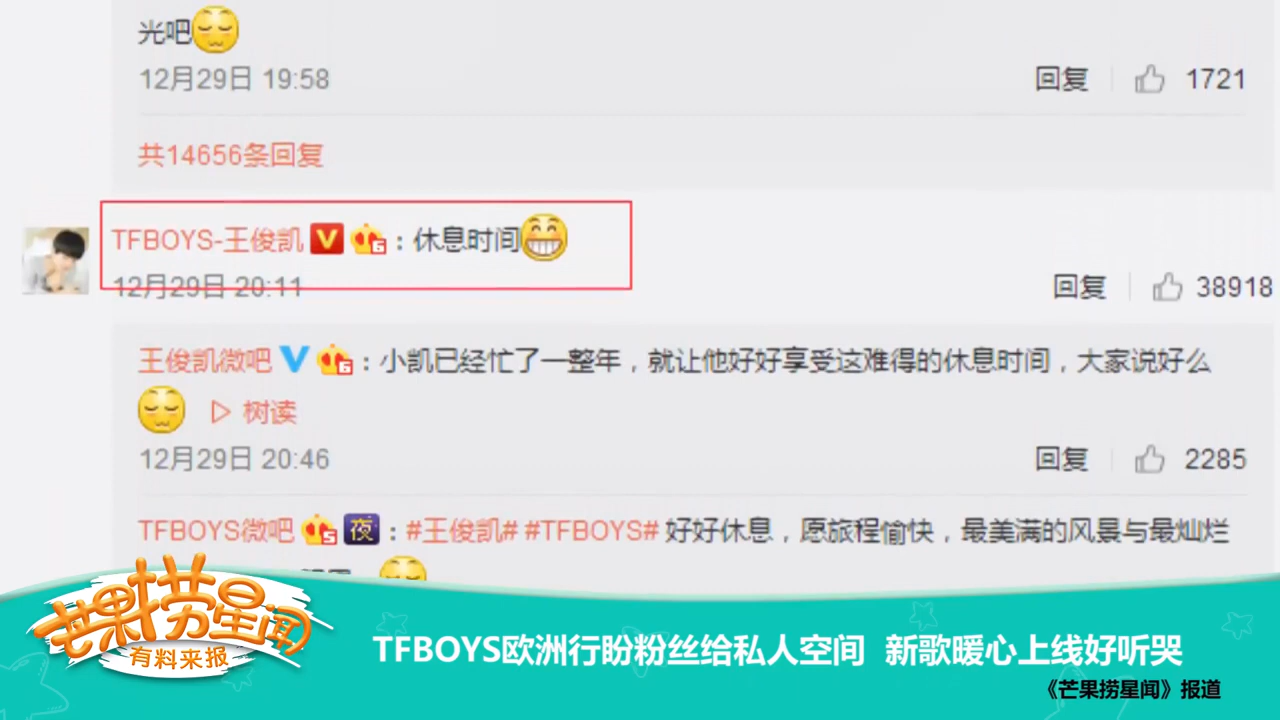 光吧
12月29日 19:58
回复
1721
共14656条回复
TFBOYS-王俊凯 V 6：休息时间
12月29日 20:11
回复
38918
王俊凯微吧 V 6：小凯已经忙了一整年，就让他好好享受这难得的休息时间，大家说好么
▷ 树读
12月29日 20:46
回复
2285
TFBOYS微吧 5 夜：#王俊凯# #TFBOYS# 好好休息，愿旅程愉快，最美满的风景与最灿烂
芒果捞星闻
有料来报
TFBOYS欧洲行盼粉丝给私人空间 新歌暖心上线好听哭
《芒果捞星闻》报道